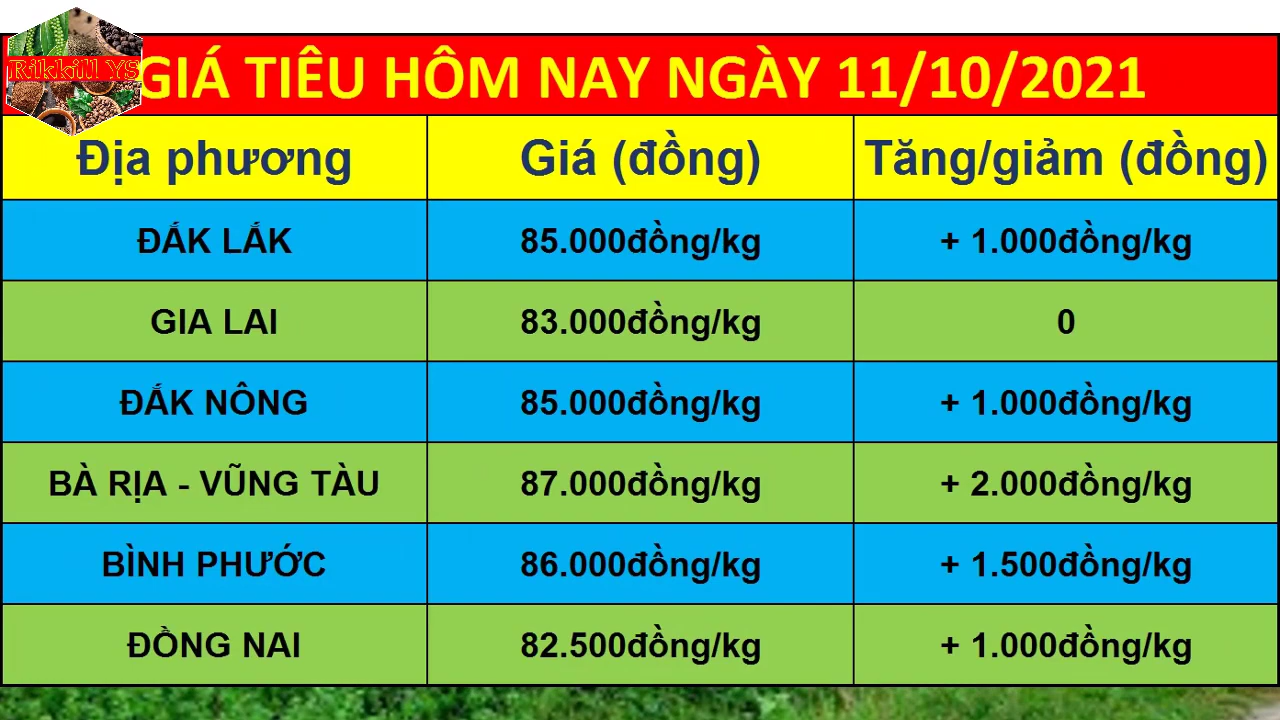 Rikkill YS
GIÁ TIÊU HÔM NAY NGÀY 11/10/2021
Địa phương Giá (đồng) Tăng/giảm (đồng)
ĐẮK LẮK 85.000đồng/kg + 1.000đồng/kg
GIA LAI 83.000đồng/kg 0
ĐẮK NÔNG 85.000đồng/kg + 1.000đồng/kg
BÀ RỊA - VŨNG TÀU 87.000đồng/kg + 2.000đồng/kg
BÌNH PHƯỚC 86.000đồng/kg + 1.500đồng/kg
ĐỒNG NAI 82.500đồng/kg + 1.000đồng/kg